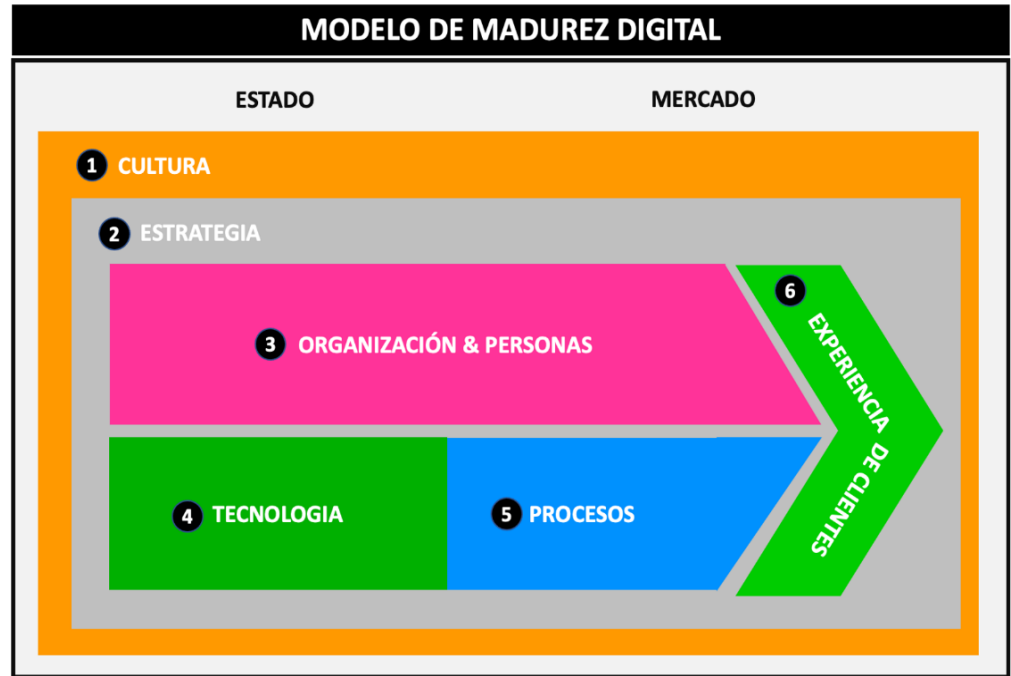 MODELO DE MADUREZ DIGITAL
ESTADO
MERCADO
1 CULTURA
2 ESTRATEGIA
3 ORGANIZACIÓN & PERSONAS
6 EXPERIENCIA DE CLIENTES
4 TECNOLOGIA
5 PROCESOS